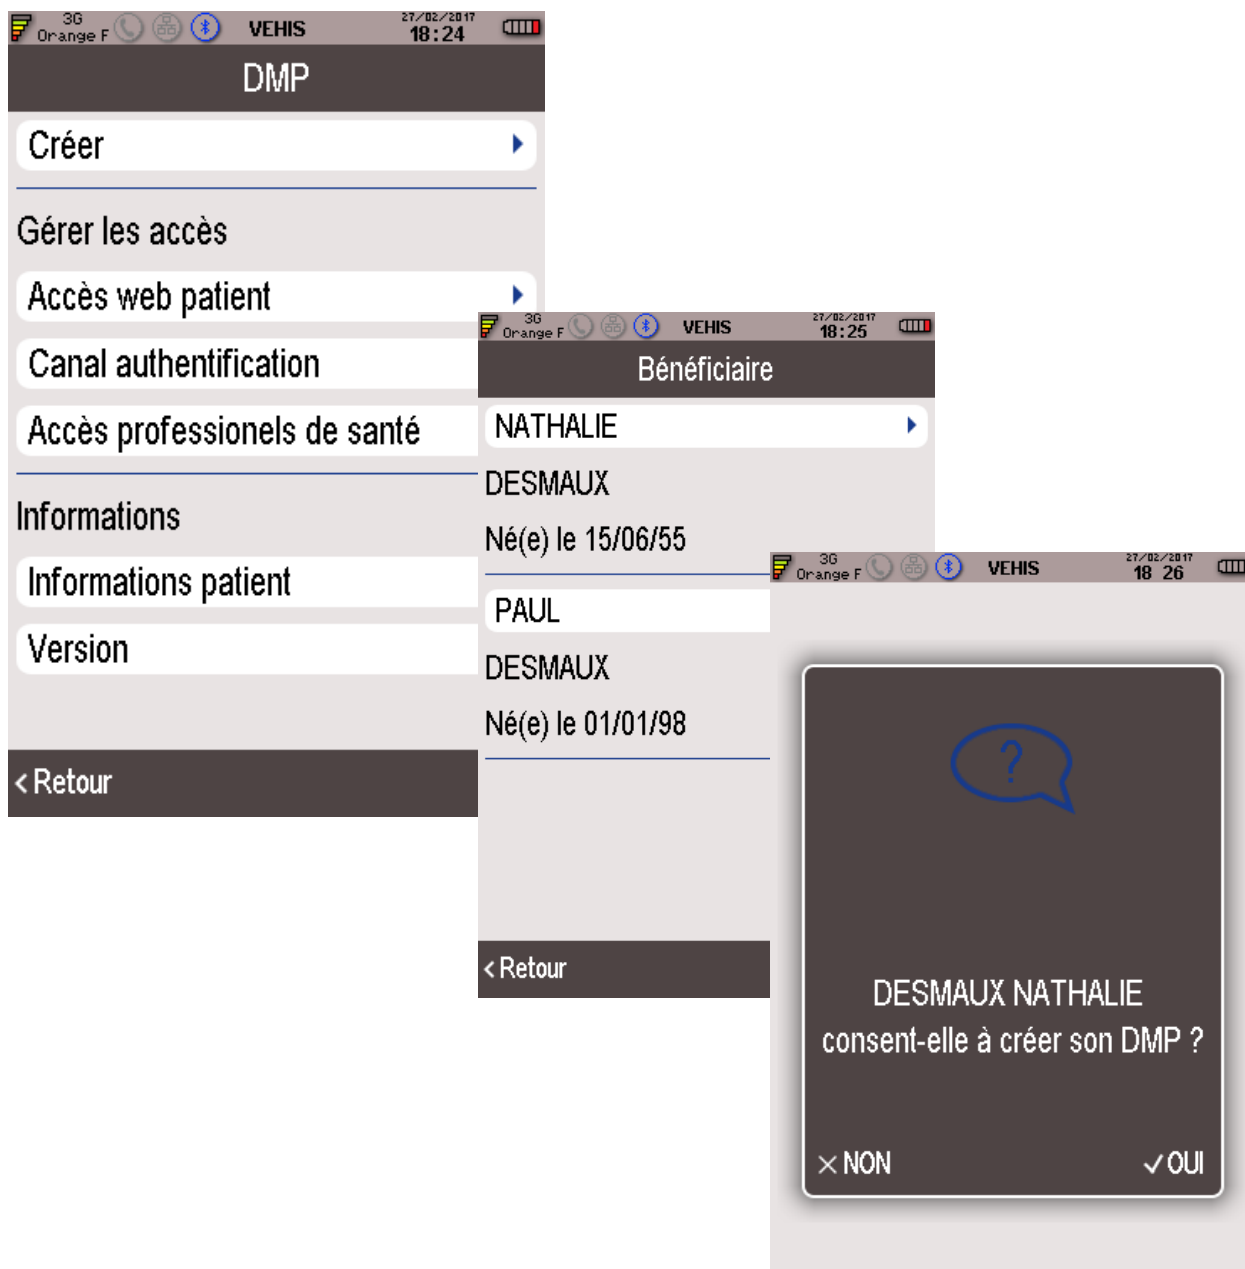 3G
Orange F
VEHIS
27/02/2017
18:24
DMP
Créer
Gérer les accès
Accès web patient
Canal authentification
Accès professionels de santé
Informations
Informations patient
Version
< Retour
3G
Orange F
VEHIS
27/02/2017
18:25
Bénéficiaire
NATHALIE
DESMAUX
Né(e) le 15/06/55
PAUL
DESMAUX
Né(e) le 01/01/98
< Retour
3G
Orange F
VEHIS
27/02/2017
18 26
?
DESMAUX NATHALIE
consent-elle à créer son DMP ?
× NON
✓ OUI